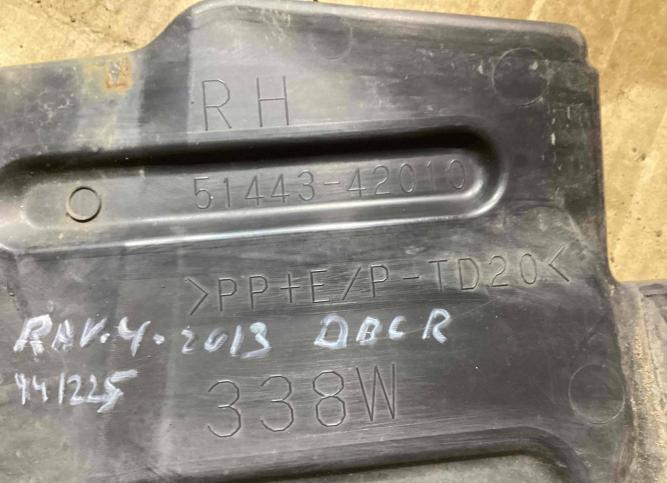 RH
51443-42010
>PP+E/P-TD20<
RAV.4.2013 DBCR
441225
338W